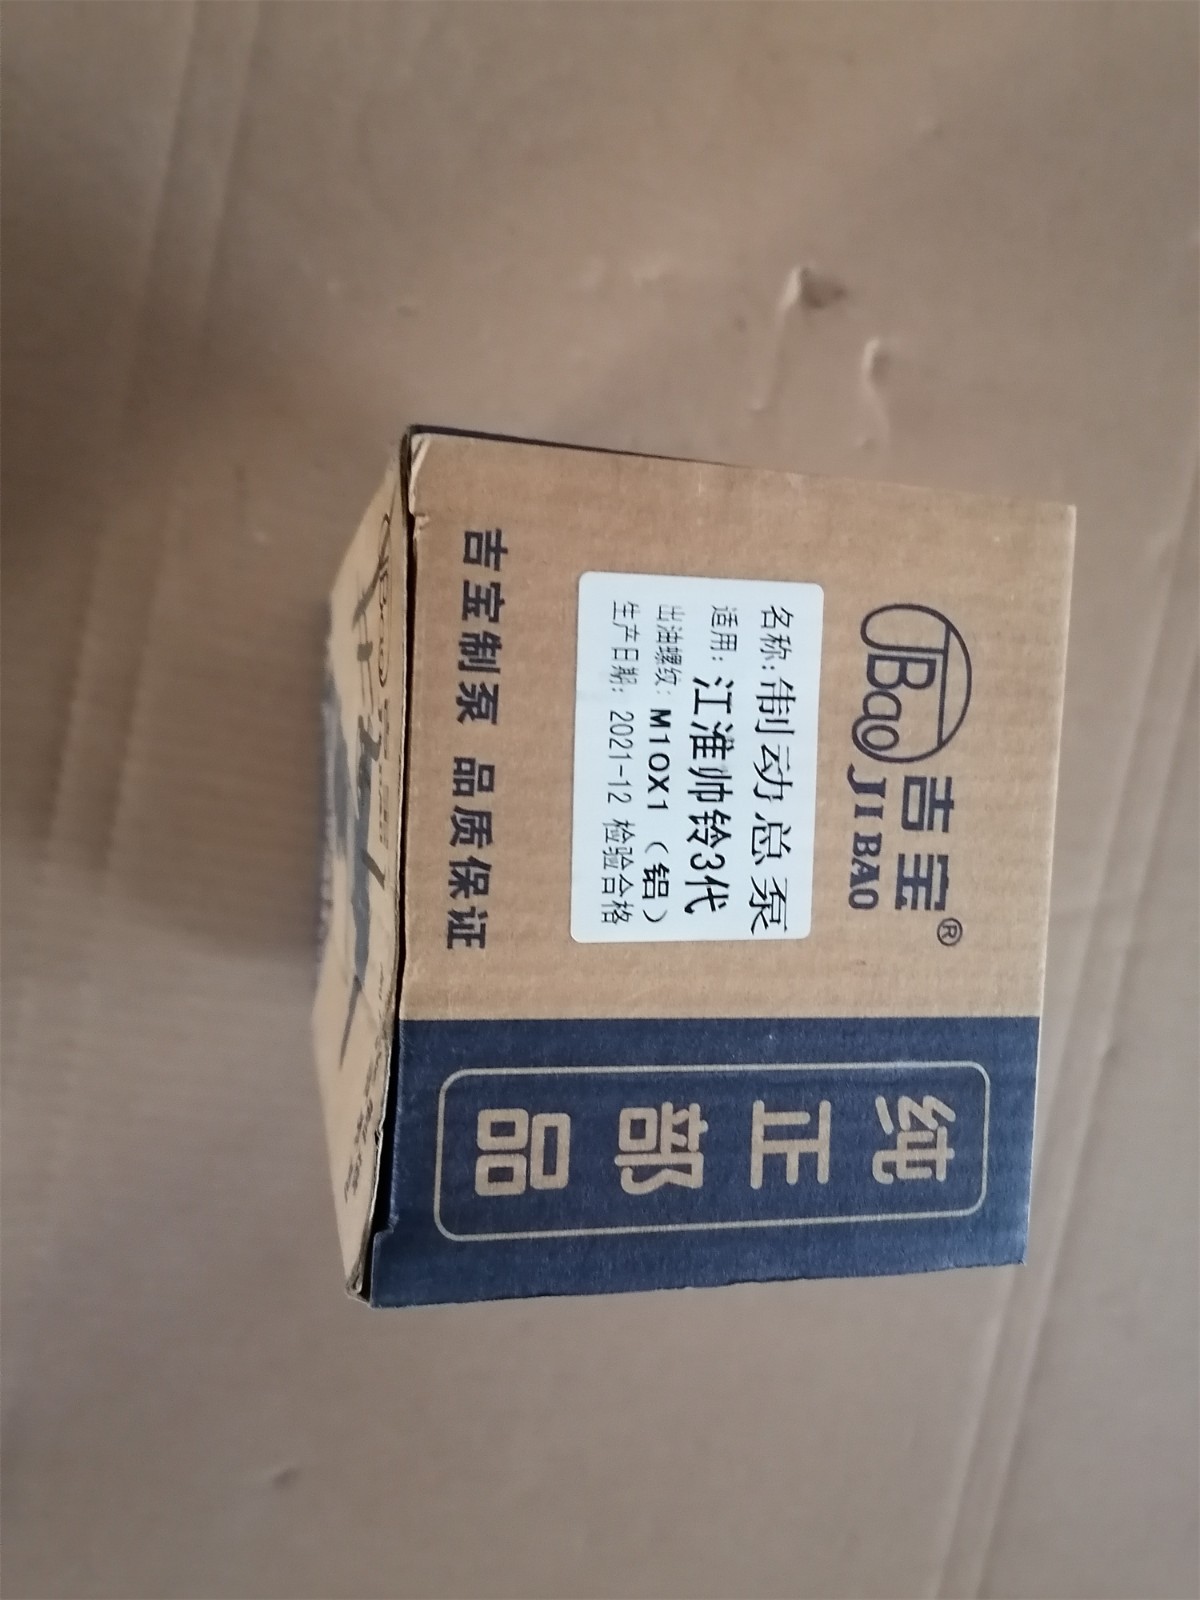 JBao
吉宝®
JI BAO
名称:制动总泵
适用:江淮帅铃3代
出油螺纹:M10X1（铝）
生产日期:2021-12 检验合格
吉宝制泵 品质保证
纯正部品